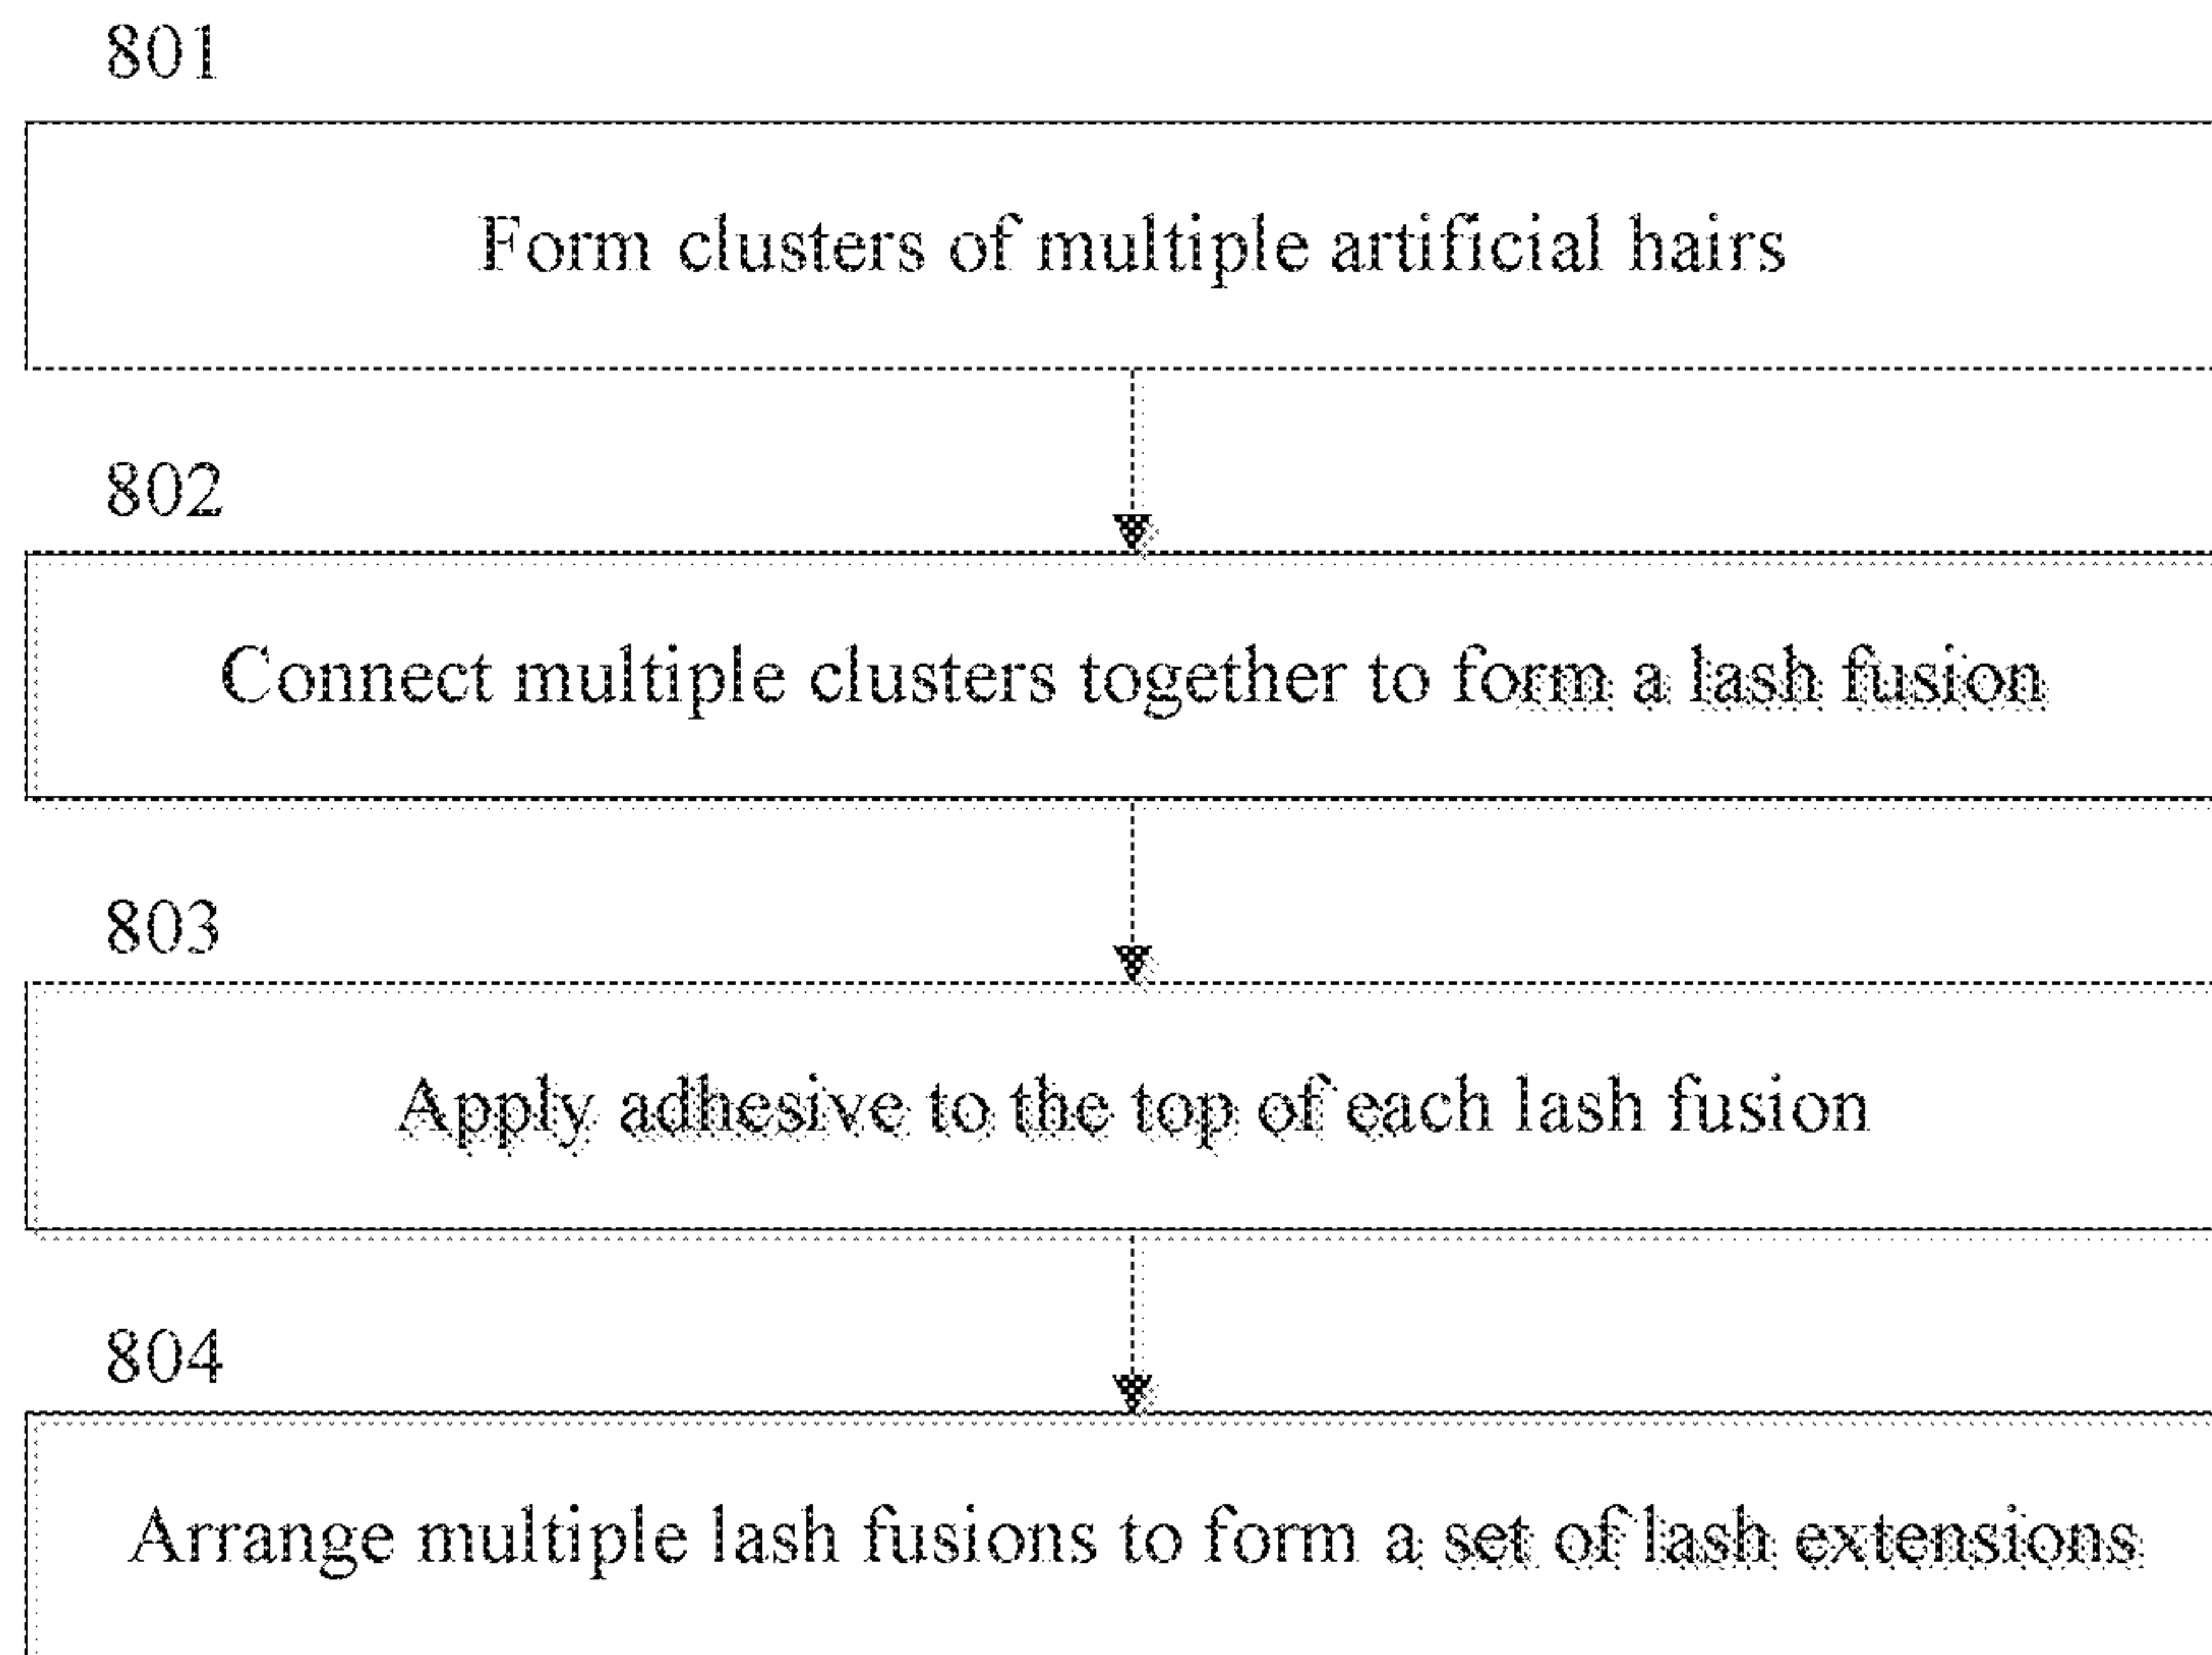 801
Form clusters of multiple artificial hairs
802
Connect multiple clusters together to form a lash fusion
803
Apply adhesive to the top of each lash fusion
804
Arrange multiple lash fusions to form a set of lash extensions